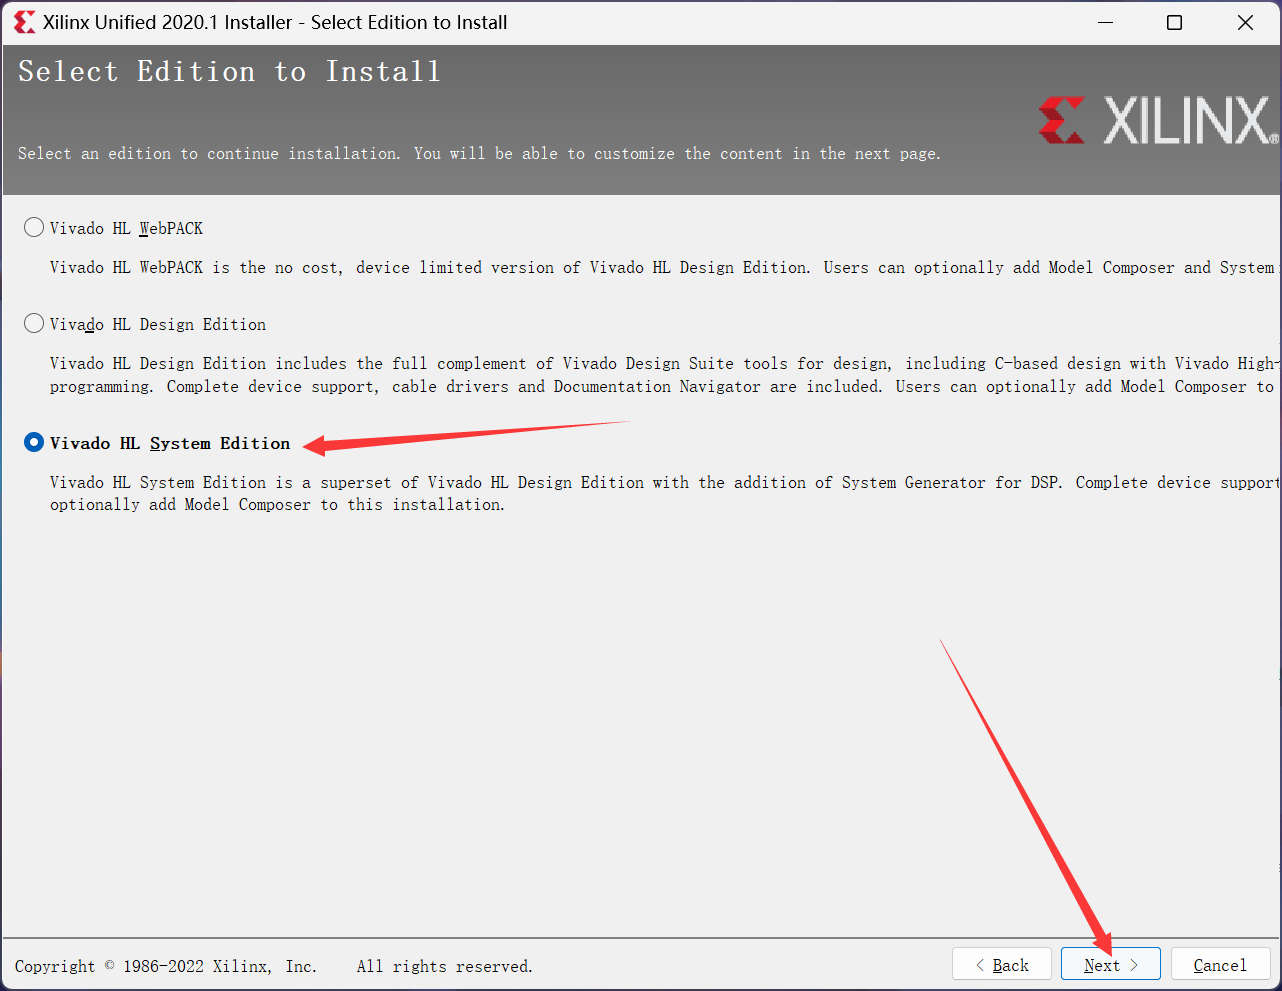 Xilinx Unified 2020.1 Installer - Select Edition to Install
Select Edition to Install
XILINX®
Select an edition to continue installation. You will be able to customize the content in the next page.
Vivado HL WebPACK
Vivado HL WebPACK is the no cost, device limited version of Vivado HL Design Edition. Users can optionally add Model Composer and System
Vivado HL Design Edition
Vivado HL Design Edition includes the full complement of Vivado Design Suite tools for design, including C-based design with Vivado High-
programming. Complete device support, cable drivers and Documentation Navigator are included. Users can optionally add Model Composer to
Vivado HL System Edition
Vivado HL System Edition is a superset of Vivado HL Design Edition with the addition of System Generator for DSP. Complete device support
optionally add Model Composer to this installation.
Copyright © 1986-2022 Xilinx, Inc. All rights reserved.
< Back
Next >
Cancel